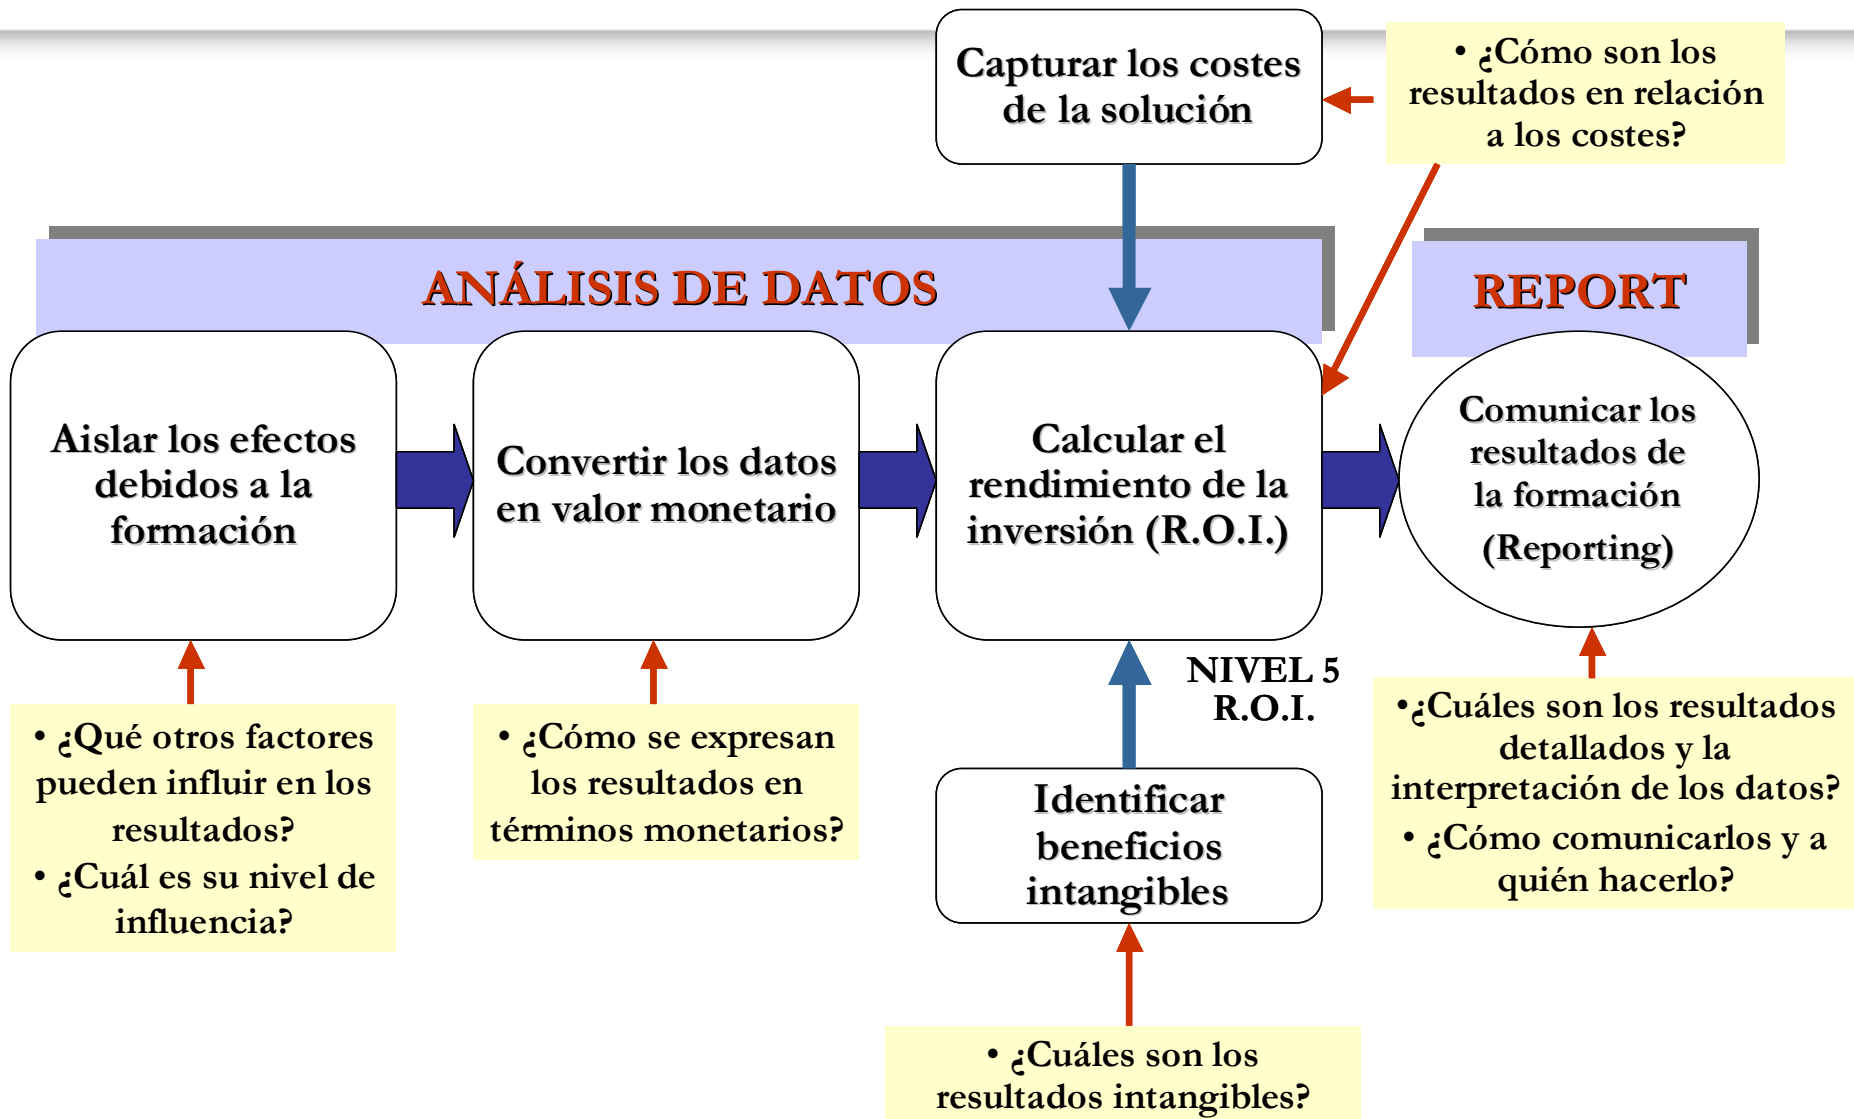 Capturar los costes
de la solución
• ¿Cómo son los
resultados en relación
a los costes?
ANÁLISIS DE DATOS
REPORT
Aislar los efectos
debidos a la
formación
Convertir los datos
en valor monetario
Calcular el
rendimiento de la
inversión (R.O.I.)
Comunicar los
resultados de
la formación
(Reporting)
NIVEL 5
R.O.I.
• ¿Qué otros factores
pueden influir en los
resultados?
• ¿Cuál es su nivel de
influencia?
• ¿Cómo se expresan
los resultados en
términos monetarios?
Identificar
beneficios
intangibles
•¿Cuáles son los resultados
detallados y la
interpretación de los datos?
• ¿Cómo comunicarlos y a
quién hacerlo?
• ¿Cuáles son los
resultados intangibles?